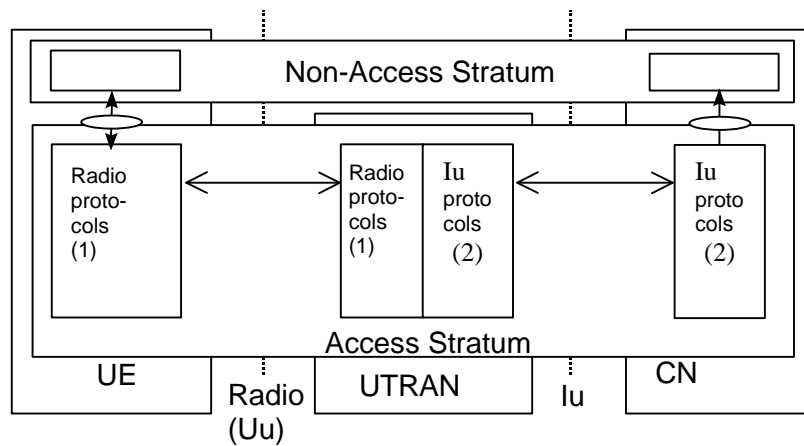 Non-Access Stratum
Radio
proto-
cols
(1)
Radio
proto-
cols
(1)
Iu
proto
cols
(2)
Iu
proto
cols
(2)
Access Stratum
UE
Radio
(Uu)
UTRAN
Iu
CN